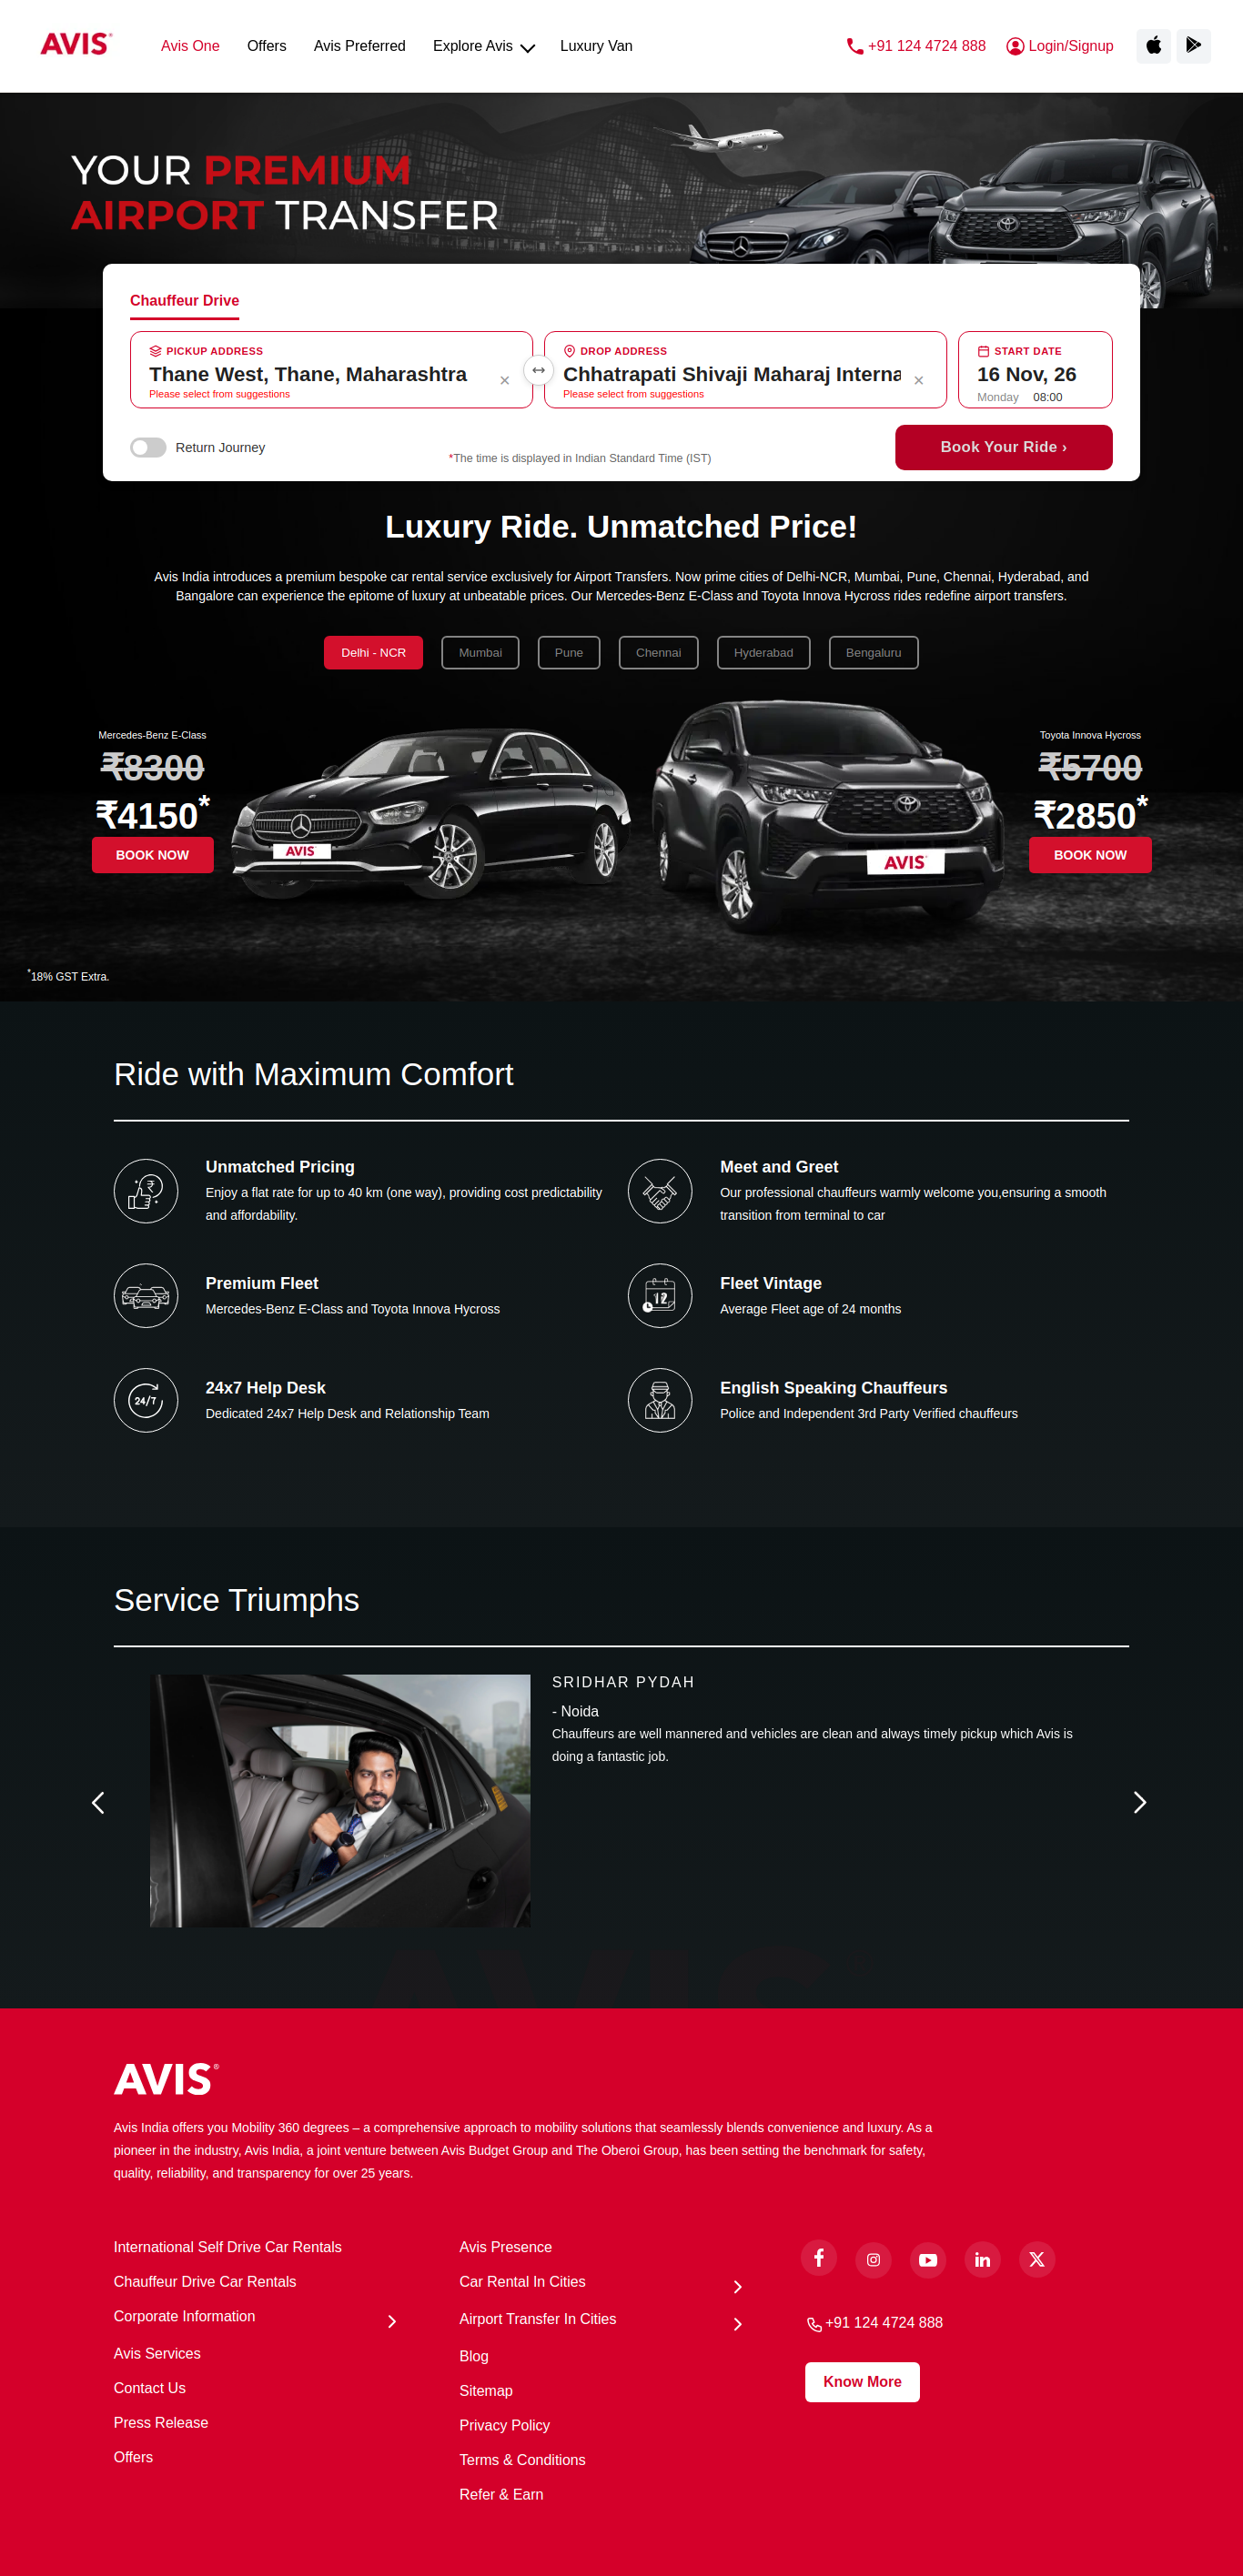 AVIS®
Avis One
Offers
Avis Preferred
Explore Avis
Luxury Van
+91 124 4724 888
Login/Signup
YOUR PREMIUM
AIRPORT TRANSFER
Chauffeur Drive
PICKUP ADDRESS
Thane West, Thane, Maharashtra
Please select from suggestions
DROP ADDRESS
Chhatrapati Shivaji Maharaj Interna
Please select from suggestions
START DATE
16 Nov, 26
Monday 08:00
Return Journey
*The time is displayed in Indian Standard Time (IST)
Book Your Ride ›
Luxury Ride. Unmatched Price!
Avis India introduces a premium bespoke car rental service exclusively for Airport Transfers. Now prime cities of Delhi-NCR, Mumbai, Pune, Chennai, Hyderabad, and
Bangalore can experience the epitome of luxury at unbeatable prices. Our Mercedes-Benz E-Class and Toyota Innova Hycross rides redefine airport transfers.
Delhi - NCR
Mumbai
Pune
Chennai
Hyderabad
Bengaluru
Mercedes-Benz E-Class
₹8300
₹4150*
BOOK NOW
AVIS
AVIS
Toyota Innova Hycross
₹5700
₹2850*
BOOK NOW
*18% GST Extra.
Ride with Maximum Comfort
Unmatched Pricing
Enjoy a flat rate for up to 40 km (one way), providing cost predictability
and affordability.
Meet and Greet
Our professional chauffeurs warmly welcome you,ensuring a smooth
transition from terminal to car
Premium Fleet
Mercedes-Benz E-Class and Toyota Innova Hycross
12
Fleet Vintage
Average Fleet age of 24 months
24/7
24x7 Help Desk
Dedicated 24x7 Help Desk and Relationship Team
English Speaking Chauffeurs
Police and Independent 3rd Party Verified chauffeurs
Service Triumphs
SRIDHAR PYDAH
- Noida
Chauffeurs are well mannered and vehicles are clean and always timely pickup which Avis is
doing a fantastic job.
AVIS®
Avis India offers you Mobility 360 degrees – a comprehensive approach to mobility solutions that seamlessly blends convenience and luxury. As a
pioneer in the industry, Avis India, a joint venture between Avis Budget Group and The Oberoi Group, has been setting the benchmark for safety,
quality, reliability, and transparency for over 25 years.
International Self Drive Car Rentals
Chauffeur Drive Car Rentals
Corporate Information
Avis Services
Contact Us
Press Release
Offers
Avis Presence
Car Rental In Cities
Airport Transfer In Cities
Blog
Sitemap
Privacy Policy
Terms & Conditions
Refer & Earn
+91 124 4724 888
Know More